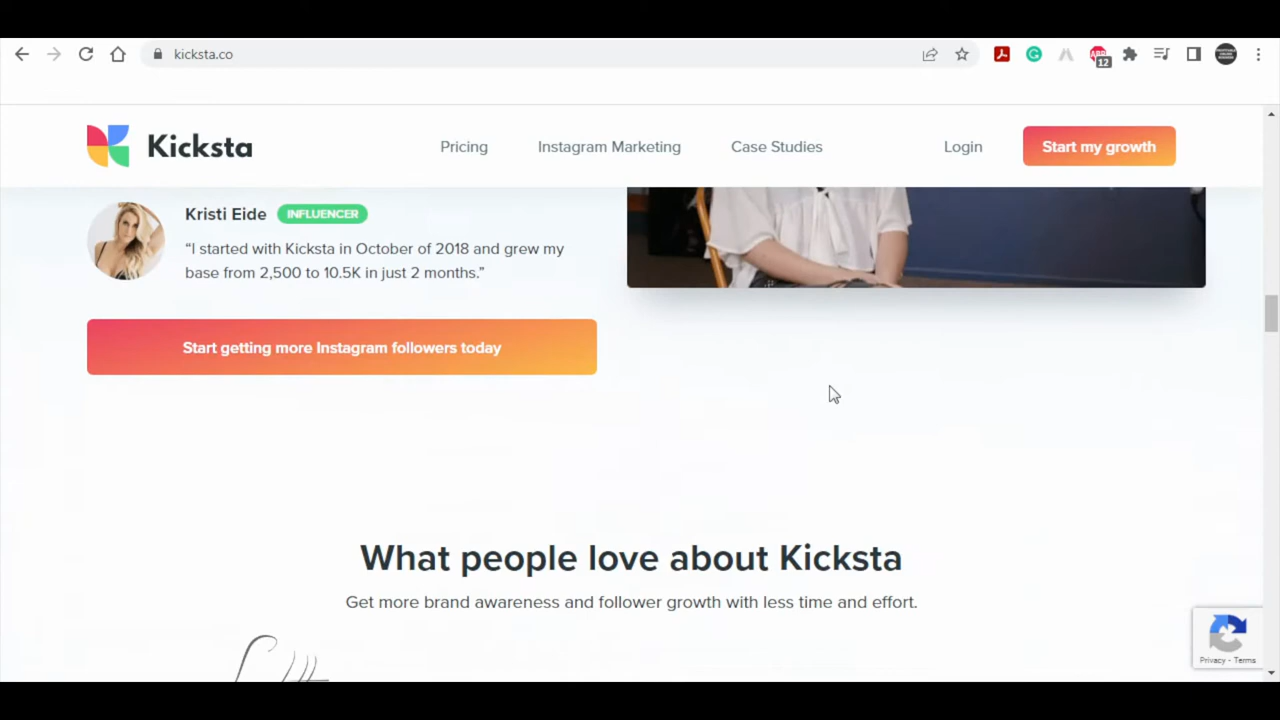 kicksta.co
12
Kicksta
Pricing
Instagram Marketing
Case Studies
Login
Start my growth
Kristi Eide
INFLUENCER
“I started with Kicksta in October of 2018 and grew my
base from 2,500 to 10.5K in just 2 months.”
Start getting more Instagram followers today
What people love about Kicksta
Get more brand awareness and follower growth with less time and effort.
Privacy - Terms